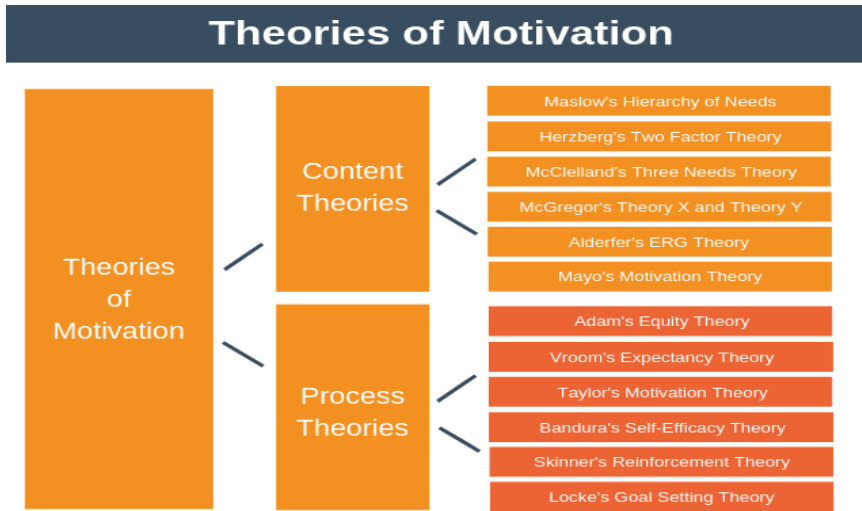 Theories of Motivation
Theories
of
Motivation
Content
Theories
Maslow's Hierarchy of Needs
Herzberg's Two Factor Theory
McClelland's Three Needs Theory
McGregor's Theory X and Theory Y
Alderfer's ERG Theory
Mayo's Motivation Theory
Process
Theories
Adam's Equity Theory
Vroom's Expectancy Theory
Taylor's Motivation Theory
Bandura's Self-Efficacy Theory
Skinner's Reinforcement Theory
Locke's Goal Setting Theory